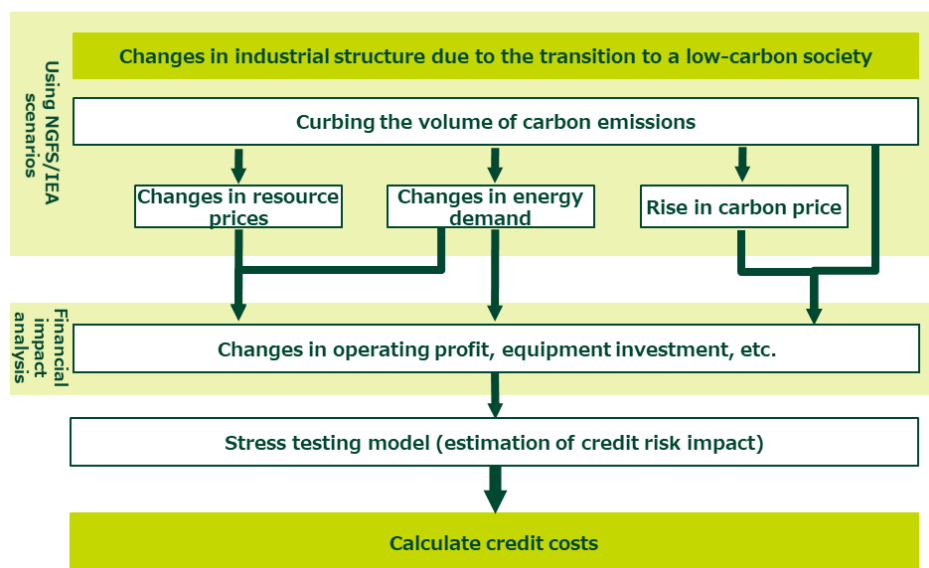 Using NGFS/IEA
scenarios
Changes in industrial structure due to the transition to a low-carbon society
Curbing the volume of carbon emissions
Changes in resource
prices
Changes in energy
demand
Rise in carbon price
Financial
impact
analysis
Changes in operating profit, equipment investment, etc.
Stress testing model (estimation of credit risk impact)
Calculate credit costs